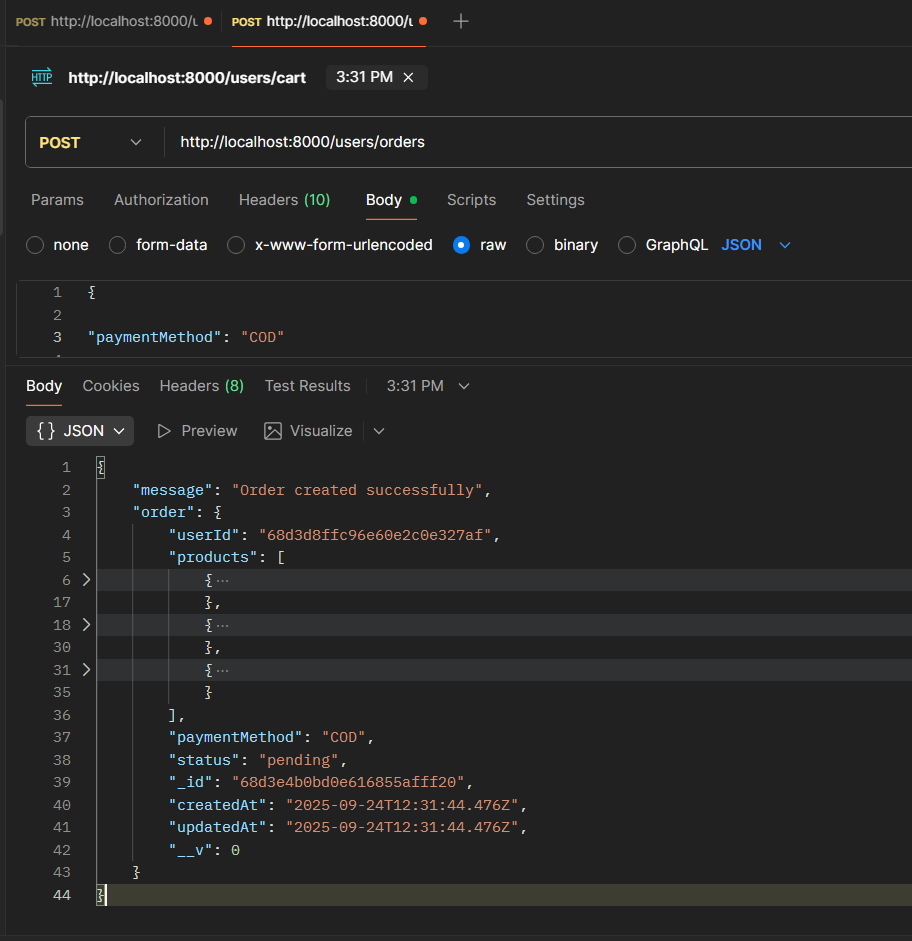 POST http://localhost:8000/u POST http://localhost:8000/u
HTTP http://localhost:8000/users/cart 3:31 PM
POST http://localhost:8000/users/orders
Params Authorization Headers (10) Body Scripts Settings
none form-data x-www-form-urlencoded raw binary GraphQL JSON
1 {
2
3 "paymentMethod": "COD"
Body Cookies Headers (8) Test Results 3:31 PM
{} JSON Preview Visualize
1 {
2 "message": "Order created successfully",
3 "order": {
4 "userId": "68d3d8ffc96e60e2c0e327af",
5 "products": [
6 { ···
17 },
18 { ···
30 },
31 { ···
35 }
36 ],
37 "paymentMethod": "COD",
38 "status": "pending",
39 "_id": "68d3e4b0bd0e616855afff20",
40 "createdAt": "2025-09-24T12:31:44.476Z",
41 "updatedAt": "2025-09-24T12:31:44.476Z",
42 "__v": 0
43 }
44 }